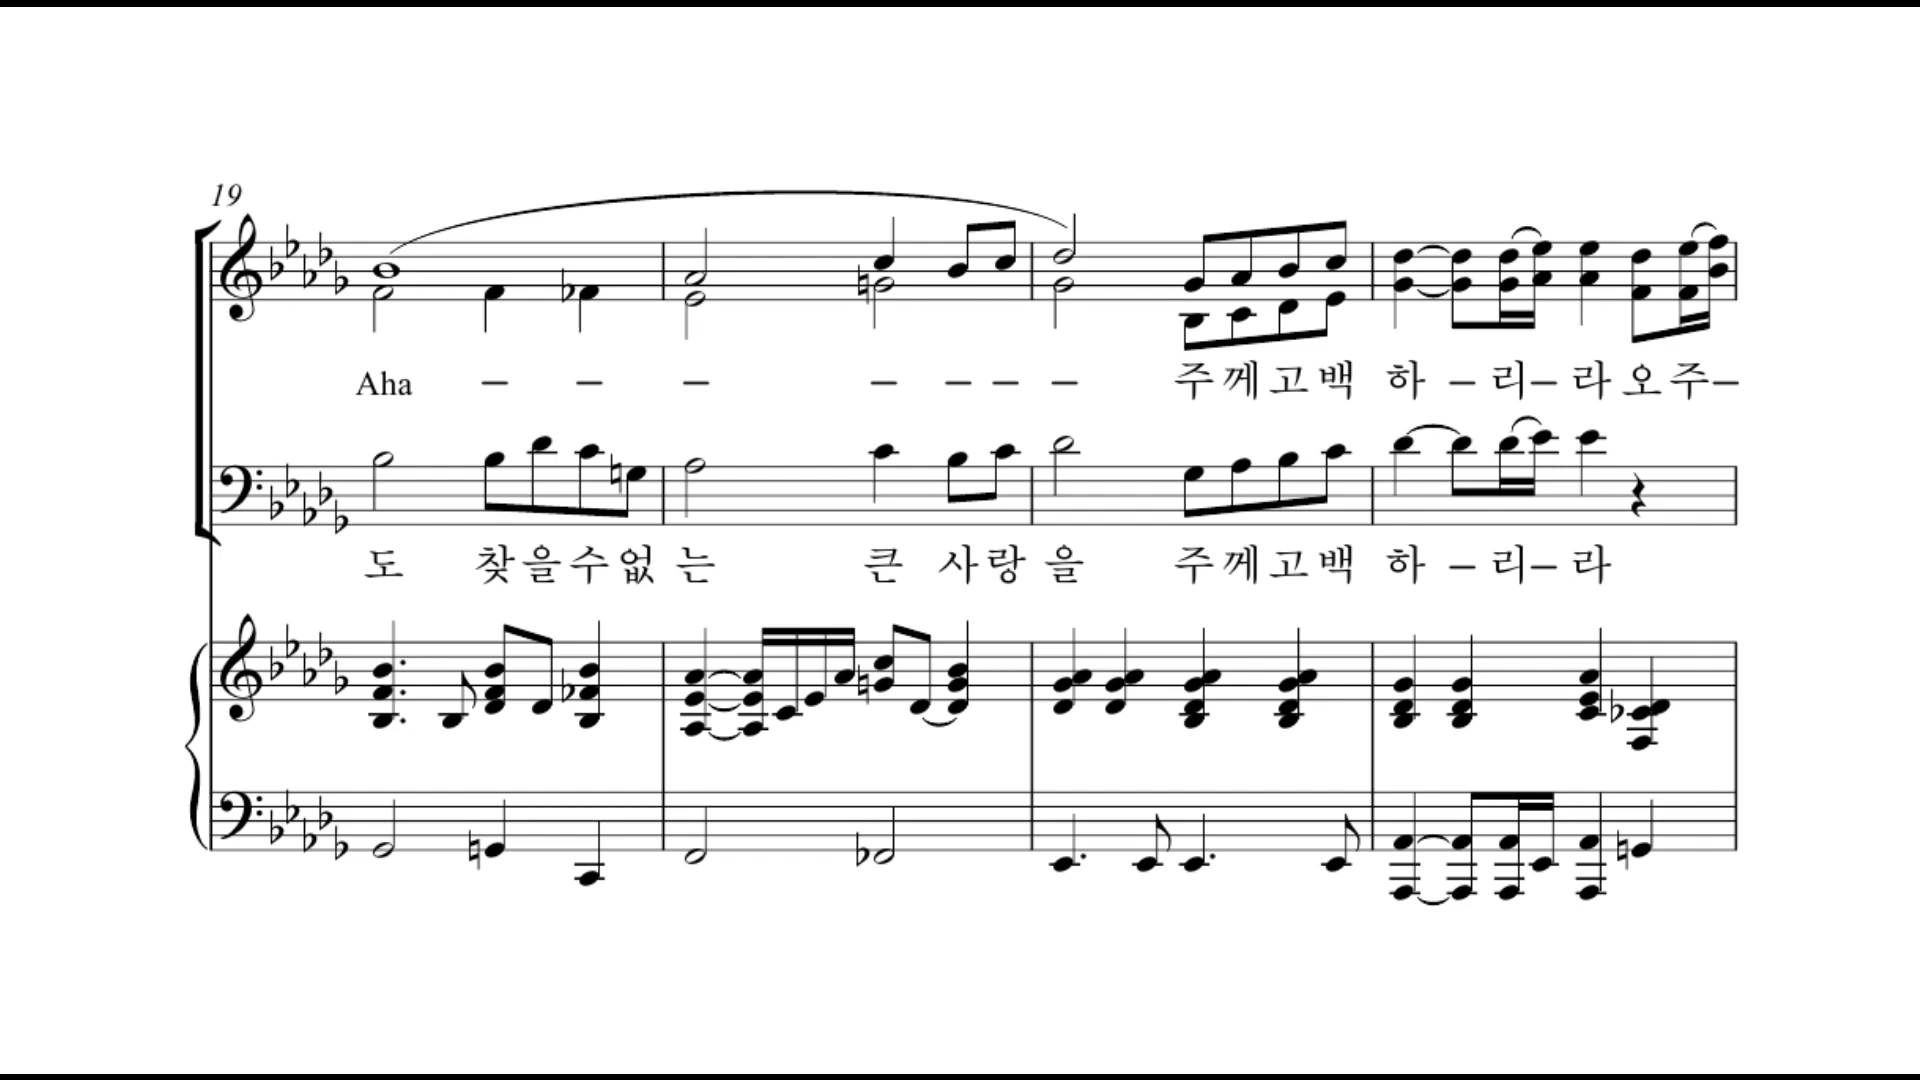 19
Aha – – – – – – – 주께고백 하 – 리– 라 오 주–
도 찾을수없 는 큰 사랑 을 주께고백 하 – 리– 라